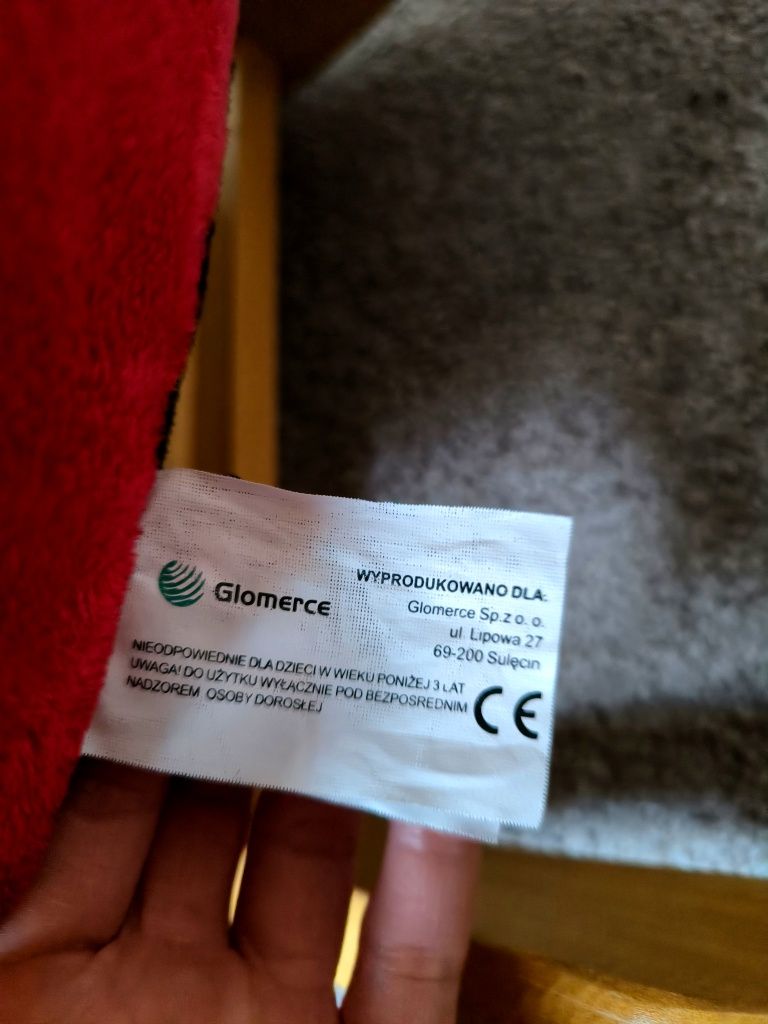 Glomerce
WYPRODUKOWANO DLA:
Glomerce Sp.z o. o.
ul. Lipowa 27
69-200 Sulęcin
NIEODPOWIEDNIE DLA DZIECI W WIEKU PONIŻEJ 3 LAT
UWAGA! DO UŻYTKU WYŁĄCZNIE POD BEZPOSREDNIM
NADZOREM OSOBY DOROSŁEJ
CE